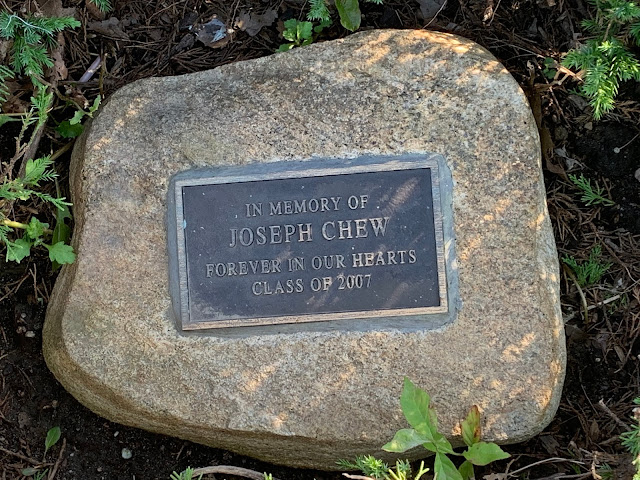 IN MEMORY OF
JOSEPH CHEW
FOREVER IN OUR HEARTS
CLASS OF 2007